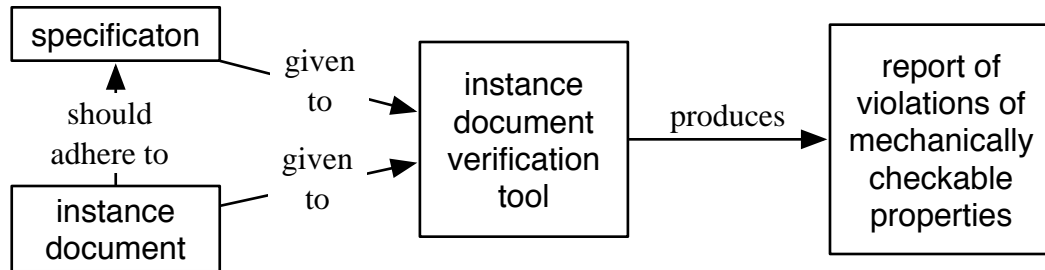 specificaton
given
to
should
adhere to
given
to
instance
document
instance
document
verification
tool
produces
report of
violations of
mechanically
checkable
properties